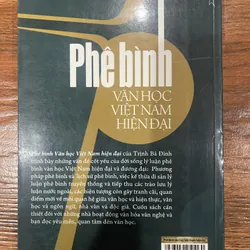 Phê bình
VĂN HỌC
VIỆT NAM
HIỆN ĐẠI
Phê bình Văn học Việt Nam hiện đại của Trịnh Bá Đĩnh
trình bày những vấn đề cốt yếu của đời sống lý luận phê
bình văn học Việt Nam hiện đại và đương đại: Phương
pháp phê bình và lịch sử phê bình, việc kế thừa di sản lý
luận phê bình truyền thống và tiếp thu các trào lưu lý
luận nước ngoài, các hiện tượng còn gây tranh cãi, quan
điểm mới về mối quan hệ giữa văn học và hiện thực, văn
học và ngôn ngữ, nhà văn và độc giả. Cuốn sách cần
thiết đối với những nhà hoạt động văn hóa văn nghệ và
bạn đọc yêu mến, quan tâm đến văn học.